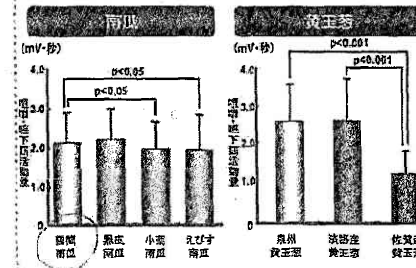 南瓜
(mV・秒)
4.0
3.0
2.0
1.0
0
p<0.05
p<0.05
南瓜
黒皮
南瓜
小菊
南瓜
えびす
南瓜
黄玉葱
(mV・秒)
4.0
3.0
2.0
1.0
0
p<0.001
p<0.001
泉州
黄玉葱
淡路産
黄玉葱
佐賀
黄玉